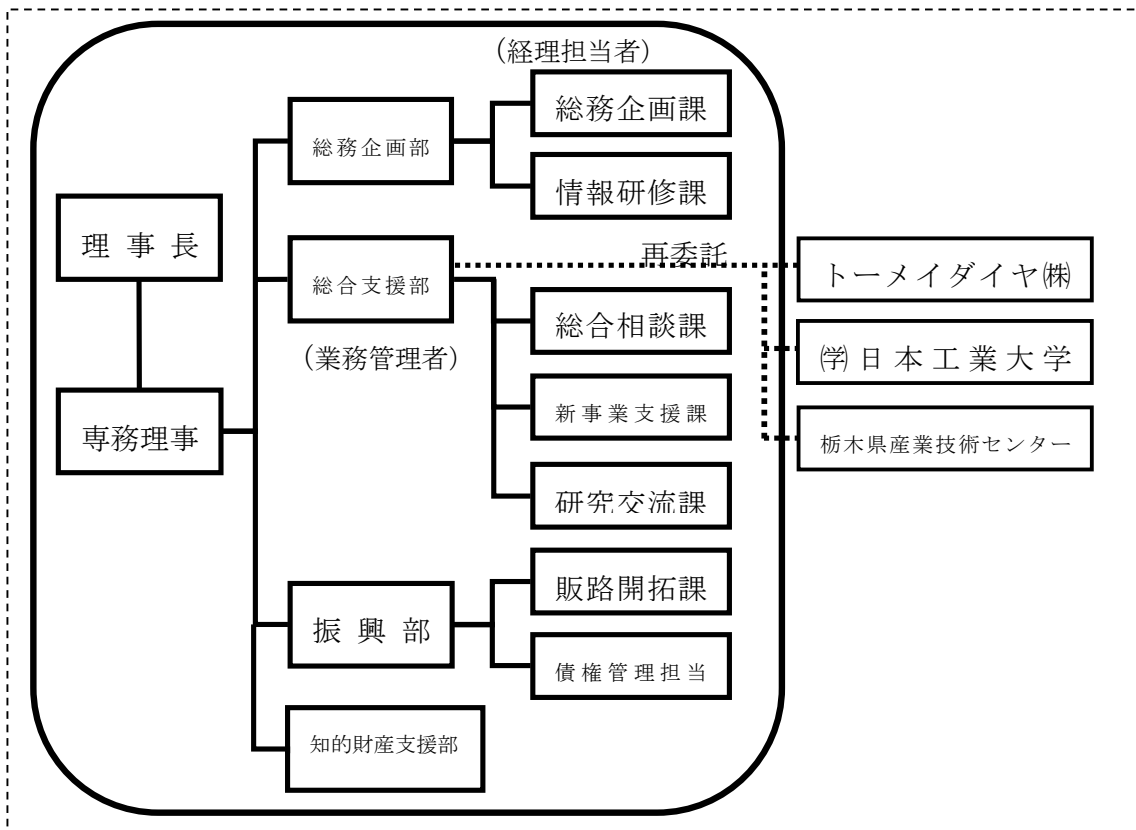 （経理担当者）
総務企画課
総務企画部
情報研修課
理 事 長
再委託
トーメイダイヤ㈱
総合支援部
総合相談課
㈻日本工業大学
（業務管理者）
新事業支援課
専務理事
栃木県産業技術センター
研究交流課
販路開拓課
振 興 部
債権管理担当
知的財産支援部